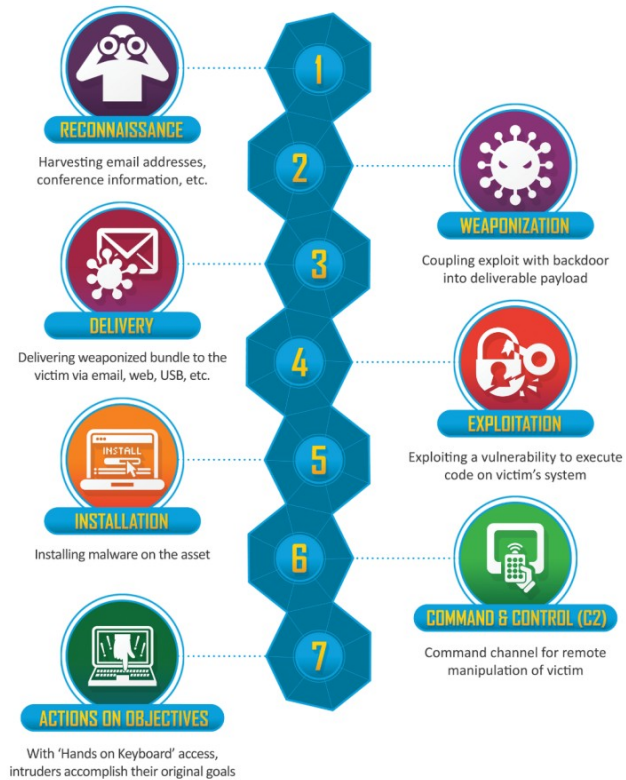 1
RECONNAISSANCE
Harvesting email addresses,
conference information, etc.
2
WEAPONIZATION
Coupling exploit with backdoor
into deliverable payload
3
DELIVERY
Delivering weaponized bundle to the
victim via email, web, USB, etc.
4
EXPLOITATION
Exploiting a vulnerability to execute
code on victim's system
5
INSTALL
INSTALLATION
Installing malware on the asset
6
COMMAND & CONTROL (C2)
Command channel for remote
manipulation of victim
7
ACTIONS ON OBJECTIVES
With 'Hands on Keyboard' access,
intruders accomplish their original goals